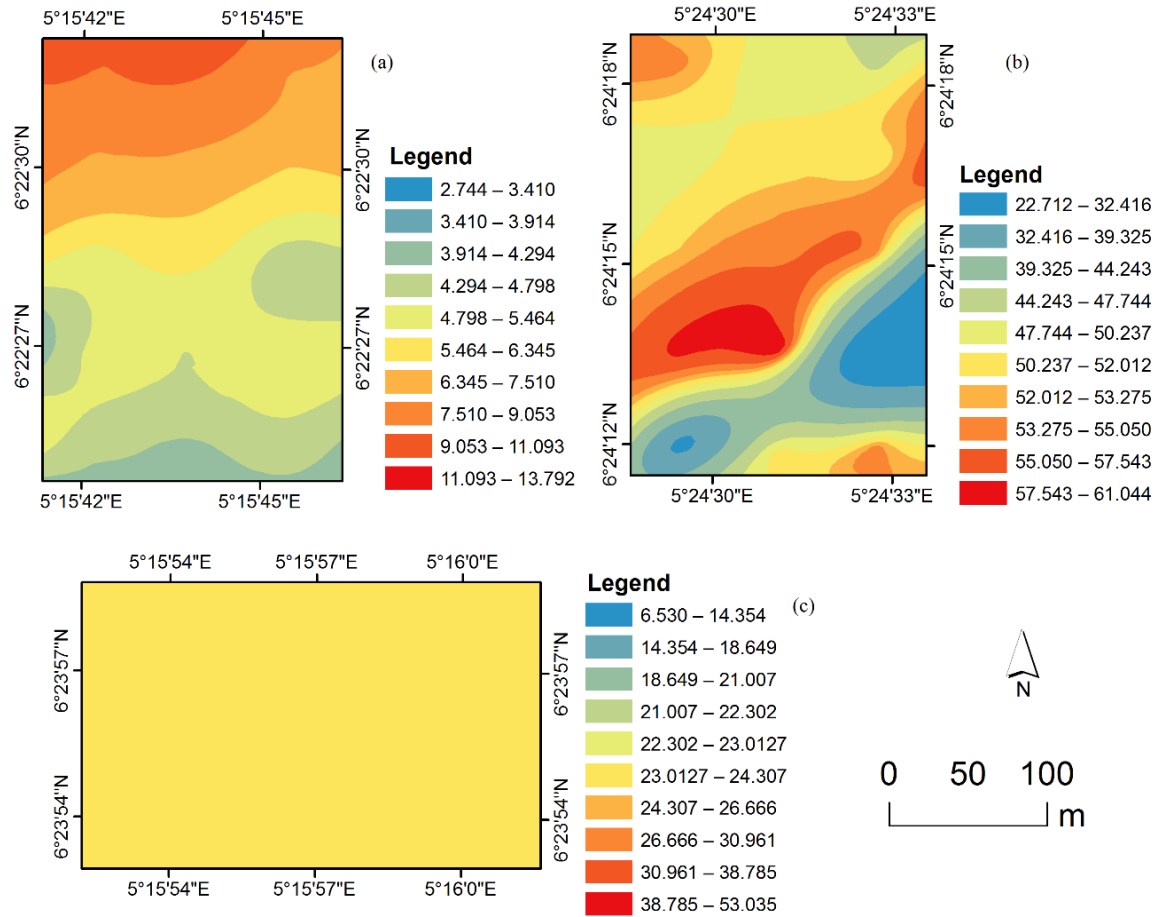 5°15'42"E 5°15'45"E
(a)
6°22'30"N
6°22'27"N
6°22'30"N
6°22'27"N
5°15'42"E 5°15'45"E
Legend
2.744 – 3.410
3.410 – 3.914
3.914 – 4.294
4.294 – 4.798
4.798 – 5.464
5.464 – 6.345
6.345 – 7.510
7.510 – 9.053
9.053 – 11.093
11.093 – 13.792
5°24'30"E 5°24'33"E
(b)
6°24'18"N
6°24'15"N
6°24'12"N
6°24'18"N
6°24'15"N
5°24'30"E 5°24'33"E
Legend
22.712 – 32.416
32.416 – 39.325
39.325 – 44.243
44.243 – 47.744
47.744 – 50.237
50.237 – 52.012
52.012 – 53.275
53.275 – 55.050
55.050 – 57.543
57.543 – 61.044
5°15'54"E 5°15'57"E 5°16'0"E
6°23'57"N
6°23'54"N
6°23'57"N
6°23'54"N
5°15'54"E 5°15'57"E 5°16'0"E
Legend
(c)
6.530 – 14.354
14.354 – 18.649
18.649 – 21.007
21.007 – 22.302
22.302 – 23.0127
23.0127 – 24.307
24.307 – 26.666
26.666 – 30.961
30.961 – 38.785
38.785 – 53.035
N
0 50 100
m